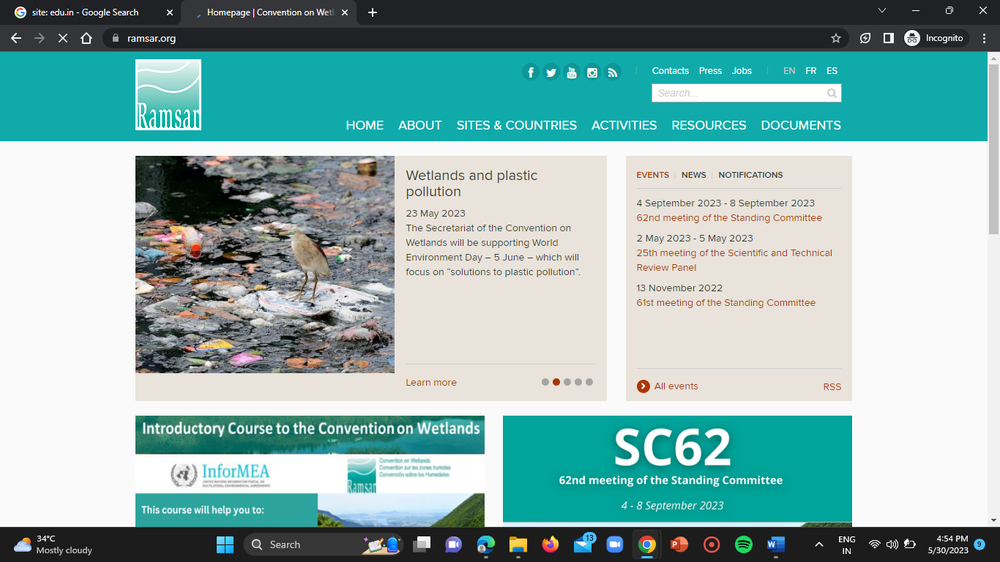 site: edu.in - Google Search
Homepage | Convention on Wetl
ramsar.org
Incognito
Ramsar
You
Tube
Contacts Press Jobs EN FR ES
Search...
HOME ABOUT SITES & COUNTRIES ACTIVITIES RESOURCES DOCUMENTS
Wetlands and plastic
pollution
23 May 2023
The Secretariat of the Convention on
Wetlands will be supporting World
Environment Day – 5 June – which will
focus on “solutions to plastic pollution”.
Learn more
EVENTS NEWS NOTIFICATIONS
4 September 2023 - 8 September 2023
62nd meeting of the Standing Committee
2 May 2023 - 5 May 2023
25th meeting of the Scientific and Technical
Review Panel
13 November 2022
61st meeting of the Standing Committee
All events RSS
Introductory Course to the Convention on Wetlands
InforMEA
UNITED NATIONS INFORMATION PORTAL ON
MULTILATERAL ENVIRONMENTAL AGREEMENTS
Ramsar
Convention on Wetlands
Convention sur les zones humides
Convención sobre los Humedales
This course will help you to:
SC62
62nd meeting of the Standing Committee
4 - 8 September 2023
34°C
Mostly cloudy
Search
13
ENG
IN
4:54 PM
5/30/2023
9